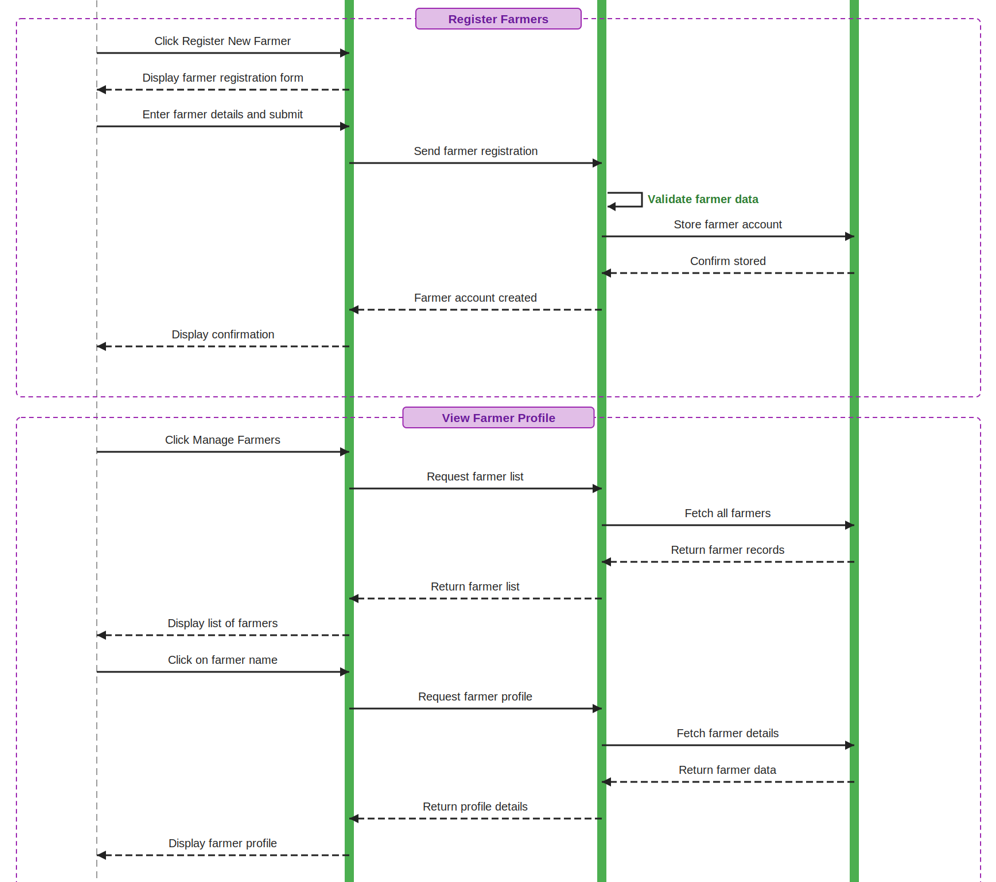 Register Farmers
Click Register New Farmer
Display farmer registration form
Enter farmer details and submit
Send farmer registration
Validate farmer data
Store farmer account
Confirm stored
Farmer account created
Display confirmation
View Farmer Profile
Click Manage Farmers
Request farmer list
Fetch all farmers
Return farmer records
Return farmer list
Display list of farmers
Click on farmer name
Request farmer profile
Fetch farmer details
Return farmer data
Return profile details
Display farmer profile